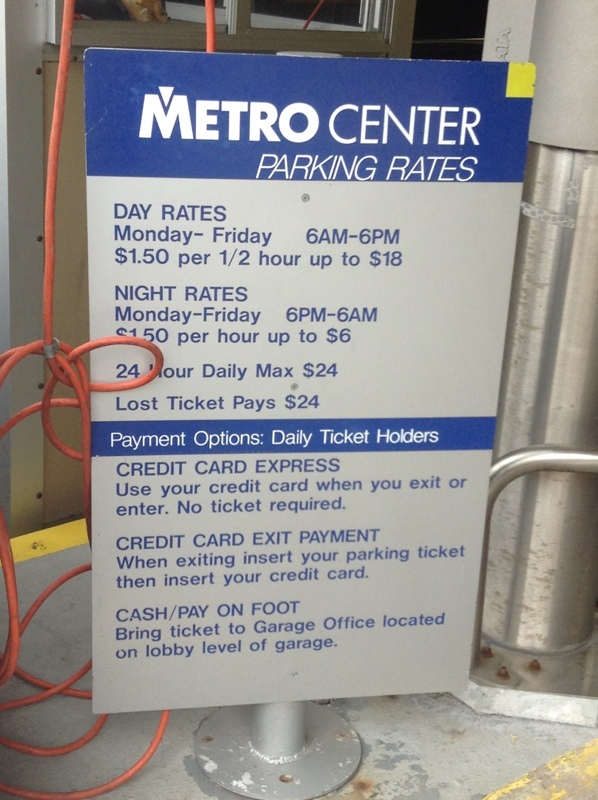 METRO CENTER
PARKING RATES
DAY RATES
Monday- Friday 6AM-6PM
$1.50 per 1/2 hour up to $18
NIGHT RATES
Monday-Friday 6PM-6AM
$1.50 per hour up to $6
24 Hour Daily Max $24
Lost Ticket Pays $24
Payment Options: Daily Ticket Holders
CREDIT CARD EXPRESS
Use your credit card when you exit or
enter. No ticket required.
CREDIT CARD EXIT PAYMENT
When exiting insert your parking ticket
then insert your credit card.
CASH/PAY ON FOOT
Bring ticket to Garage Office located
on lobby level of garage.